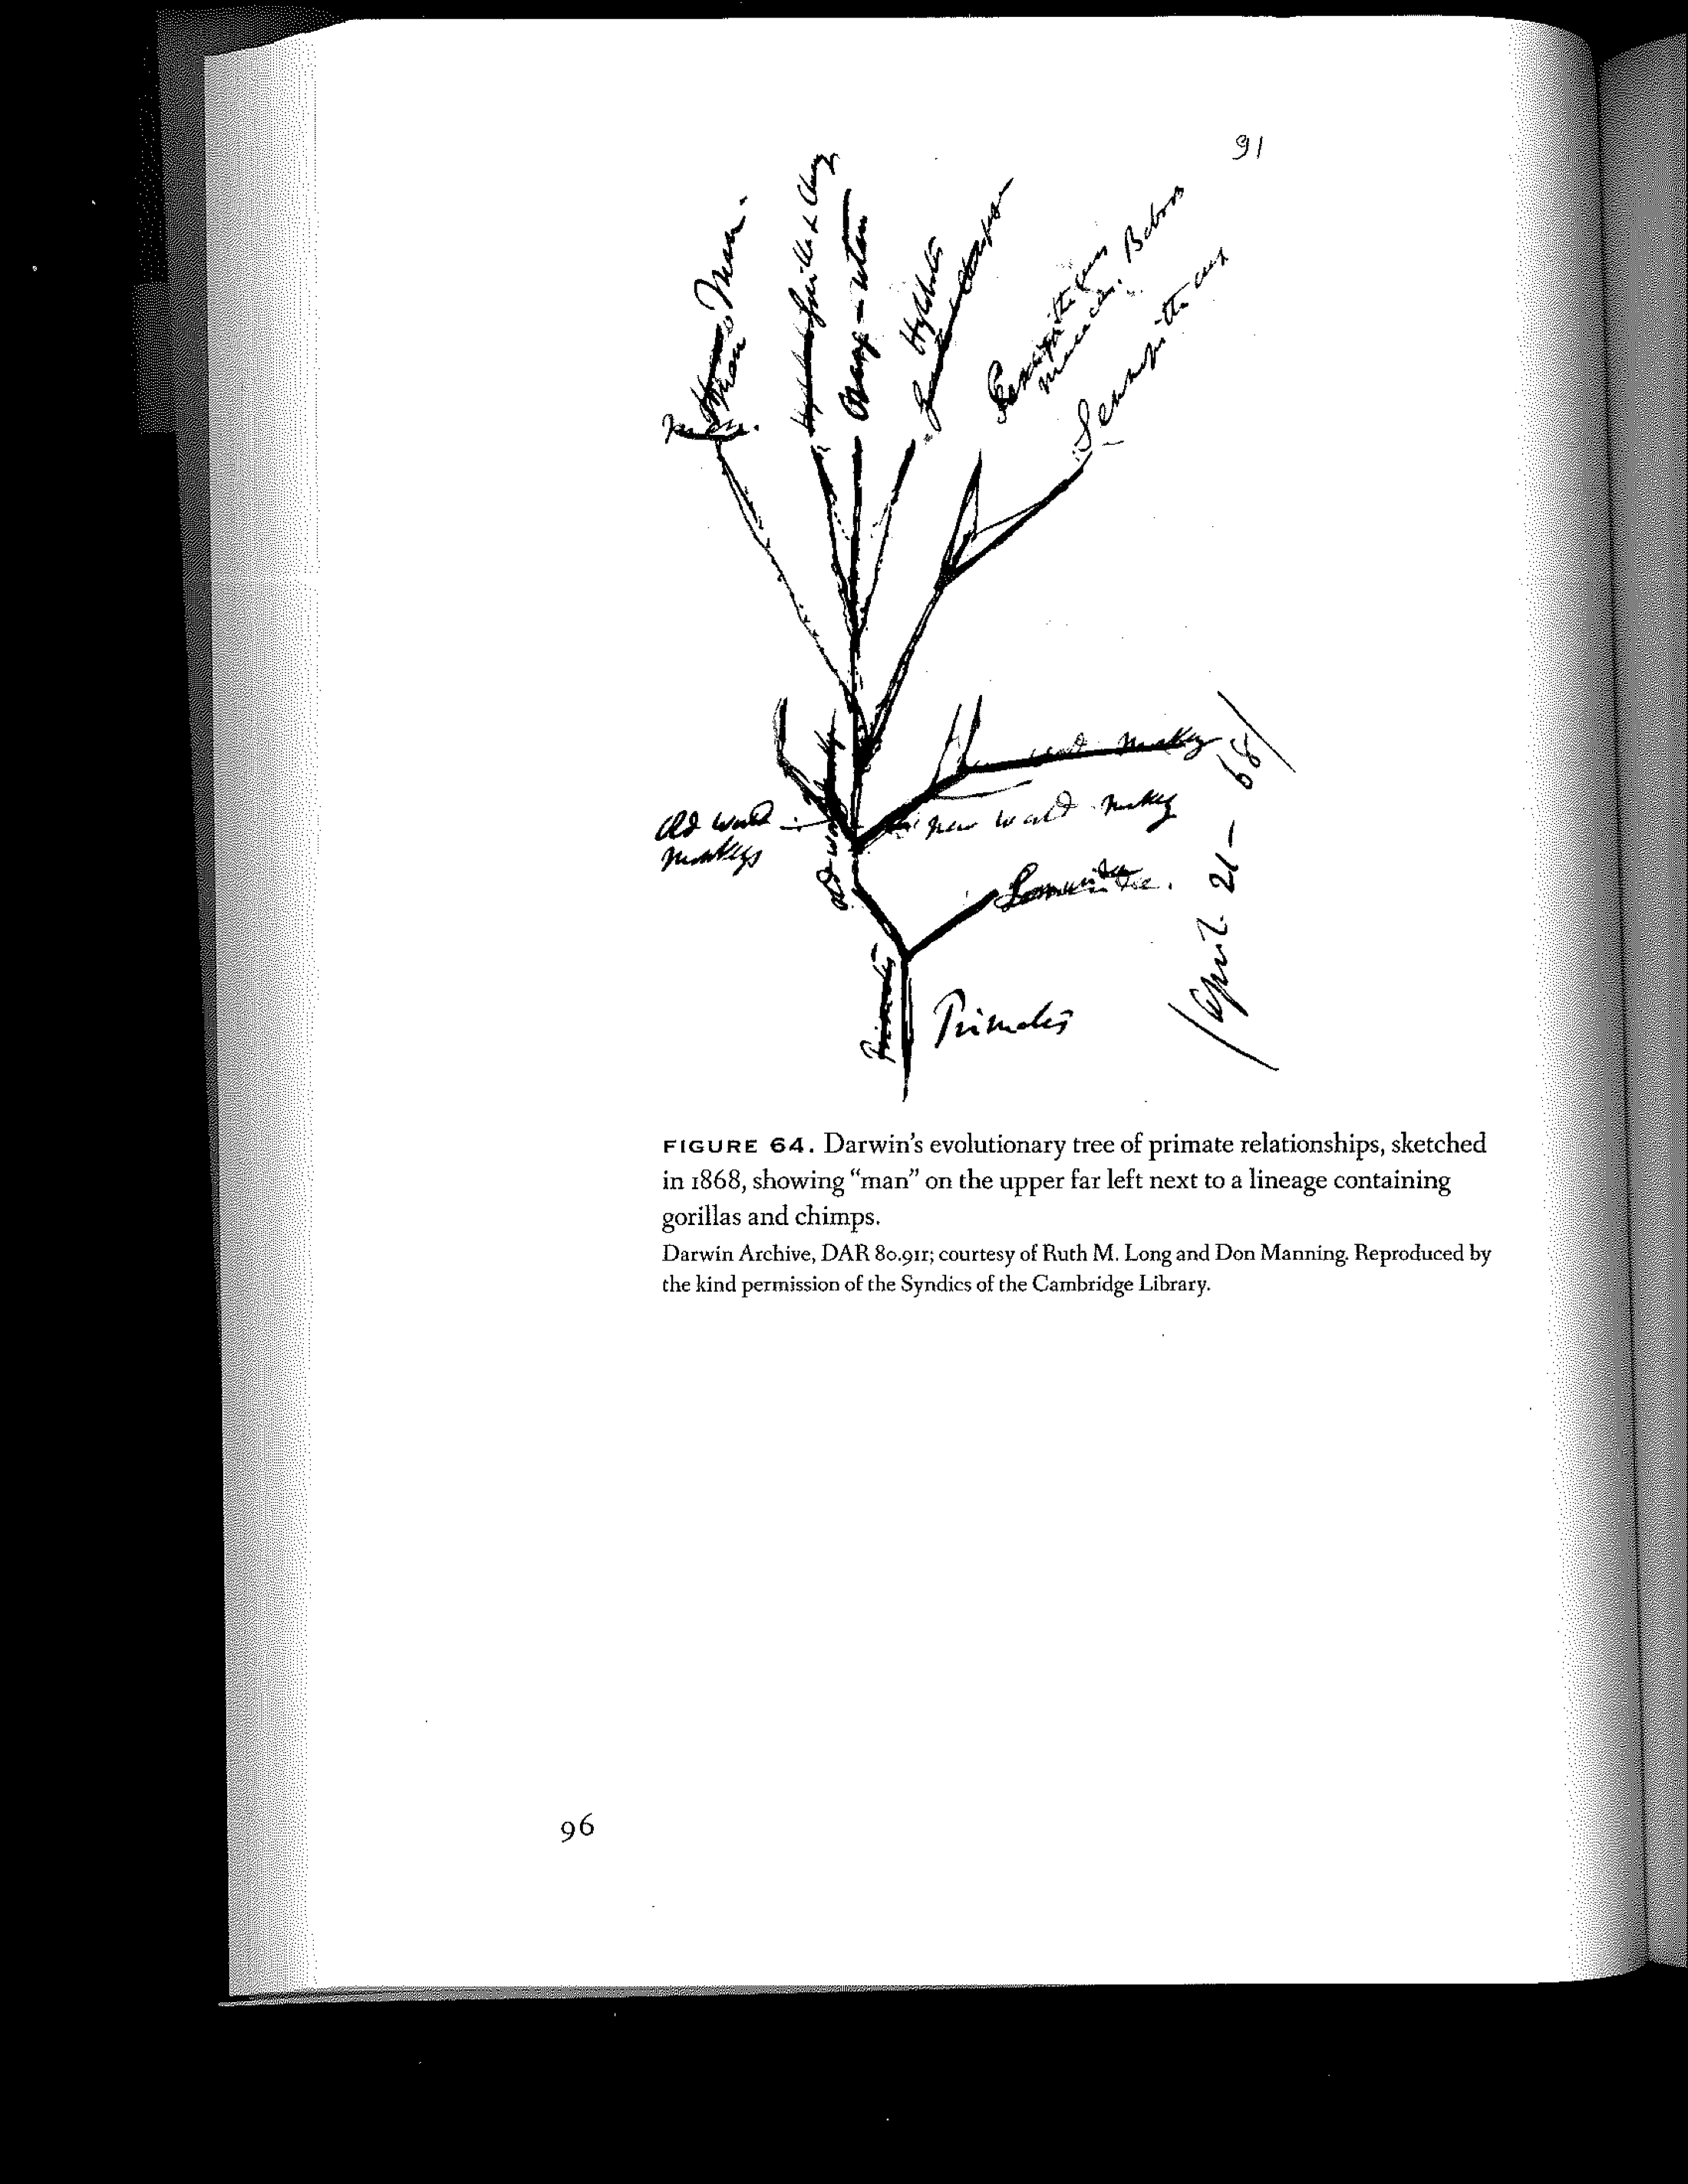 91
Man.
Gorilla & Chimp
Orang-utan
Hylobates
Macacus. Baboons
Semnopithecus
Old World
Monkeys
New World Monkey
Lemuridae.
Primates
Primates
April 21 - 68
FIGURE 64. Darwin’s evolutionary tree of primate relationships, sketched
in 1868, showing “man” on the upper far left next to a lineage containing
gorillas and chimps.
Darwin Archive, DAR 80.91r; courtesy of Ruth M. Long and Don Manning. Reproduced by
the kind permission of the Syndics of the Cambridge Library.
96